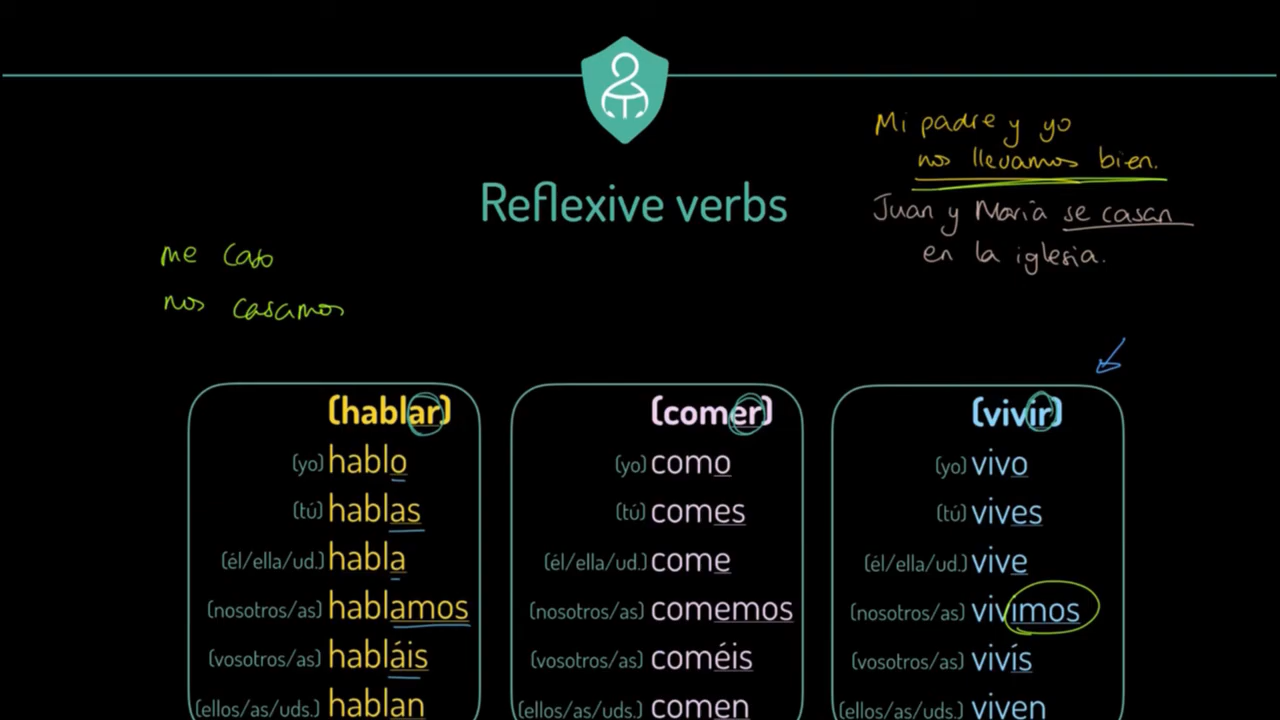 Mi padre y yo
nos llevamos bien.
Reflexive verbs
Juan y María se casan
en la iglesia.
me caso
nos casamos
(hablar)
(yo) hablo
(tú) hablas
(él/ella/ud.) habla
(nosotros/as) hablamos
(vosotros/as) habláis
(ellos/as/uds.) hablan
(comer)
(yo) como
(tú) comes
(él/ella/ud.) come
(nosotros/as) comemos
(vosotros/as) coméis
(ellos/as/uds.) comen
(vivir)
(yo) vivo
(tú) vives
(él/ella/ud.) vive
(nosotros/as) vivimos
(vosotros/as) vivís
(ellos/as/uds.) viven